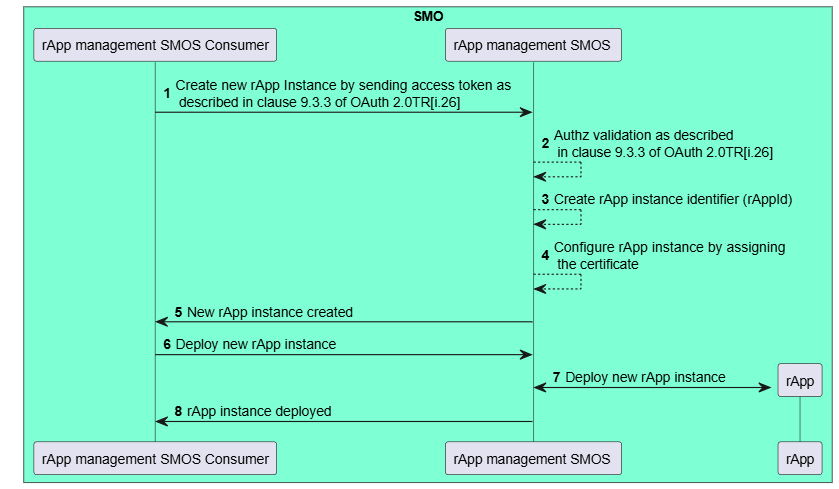 SMO
rApp management SMOS Consumer
rApp management SMOS
1 Create new rApp Instance by sending access token as
described in clause 9.3.3 of OAuth 2.0TR[i.26]
2 Authz validation as described
in clause 9.3.3 of OAuth 2.0TR[i.26]
3 Create rApp instance identifier (rAppId)
4 Configure rApp instance by assigning
the certificate
5 New rApp instance created
6 Deploy new rApp instance
7 Deploy new rApp instance
rApp
8 rApp instance deployed
rApp management SMOS Consumer
rApp management SMOS
rApp